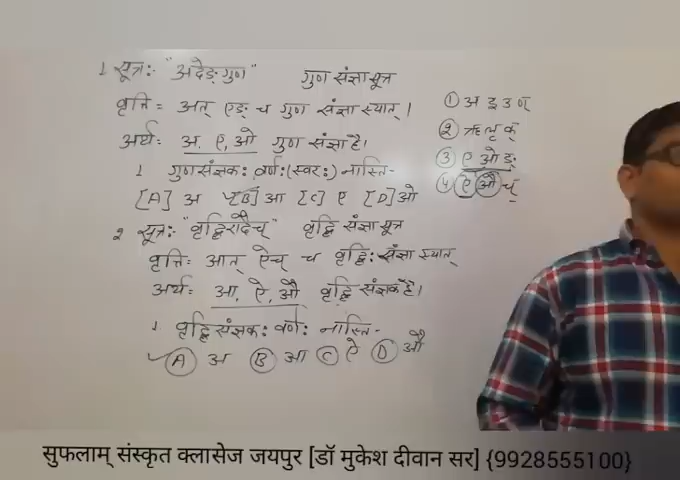 1 सूत्र:- "अदेङ् गुण" गुण संज्ञा सूत्र
वृत्ति = अत् एङ् च गुण संज्ञा स्यात् ।
अर्थ:- अ, ए, ओ गुण संज्ञा है।
1 गुणसंज्ञक: वर्ण: (स्वर:) नास्ति-
[A] अ [B] आ [C] ए [D] ओ
2 सूत्र:- "वृद्धिरादैच्" वृद्धि संज्ञा सूत्र
वृत्ति: आत् ऐच् च वृद्धि: संज्ञा स्यात्
अर्थ:- आ, ऐ, औ वृद्धि संज्ञक है।
1 वृद्धि संज्ञक: वर्ण: नास्ति-
A अ B आ C ऐ D औ
① अ इ उ ण्
② ऋ लृ क्
③ ए ओ ङ्
④ ऐ औ च्
सुफलाम् संस्कृत क्लासेज जयपुर [डॉ मुकेश दीवान सर] {9928555100}